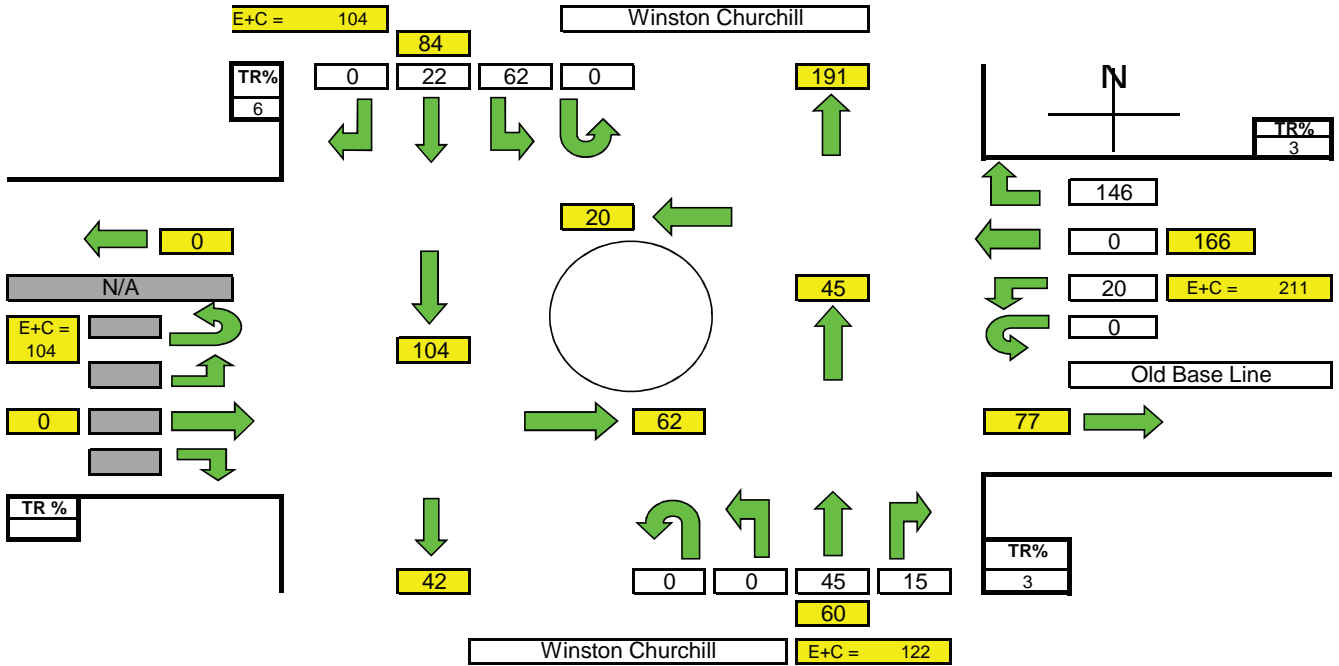 E+C = 104
Winston Churchill
84
TR% 0 22 62 0 191
6
N
TR%
3
146
20
0 0 166
N/A 45 20 E+C = 211
E+C =
104
0
104
Old Base Line
0 62 77
TR %
TR%
42 0 0 45 15 3
60
Winston Churchill E+C = 122